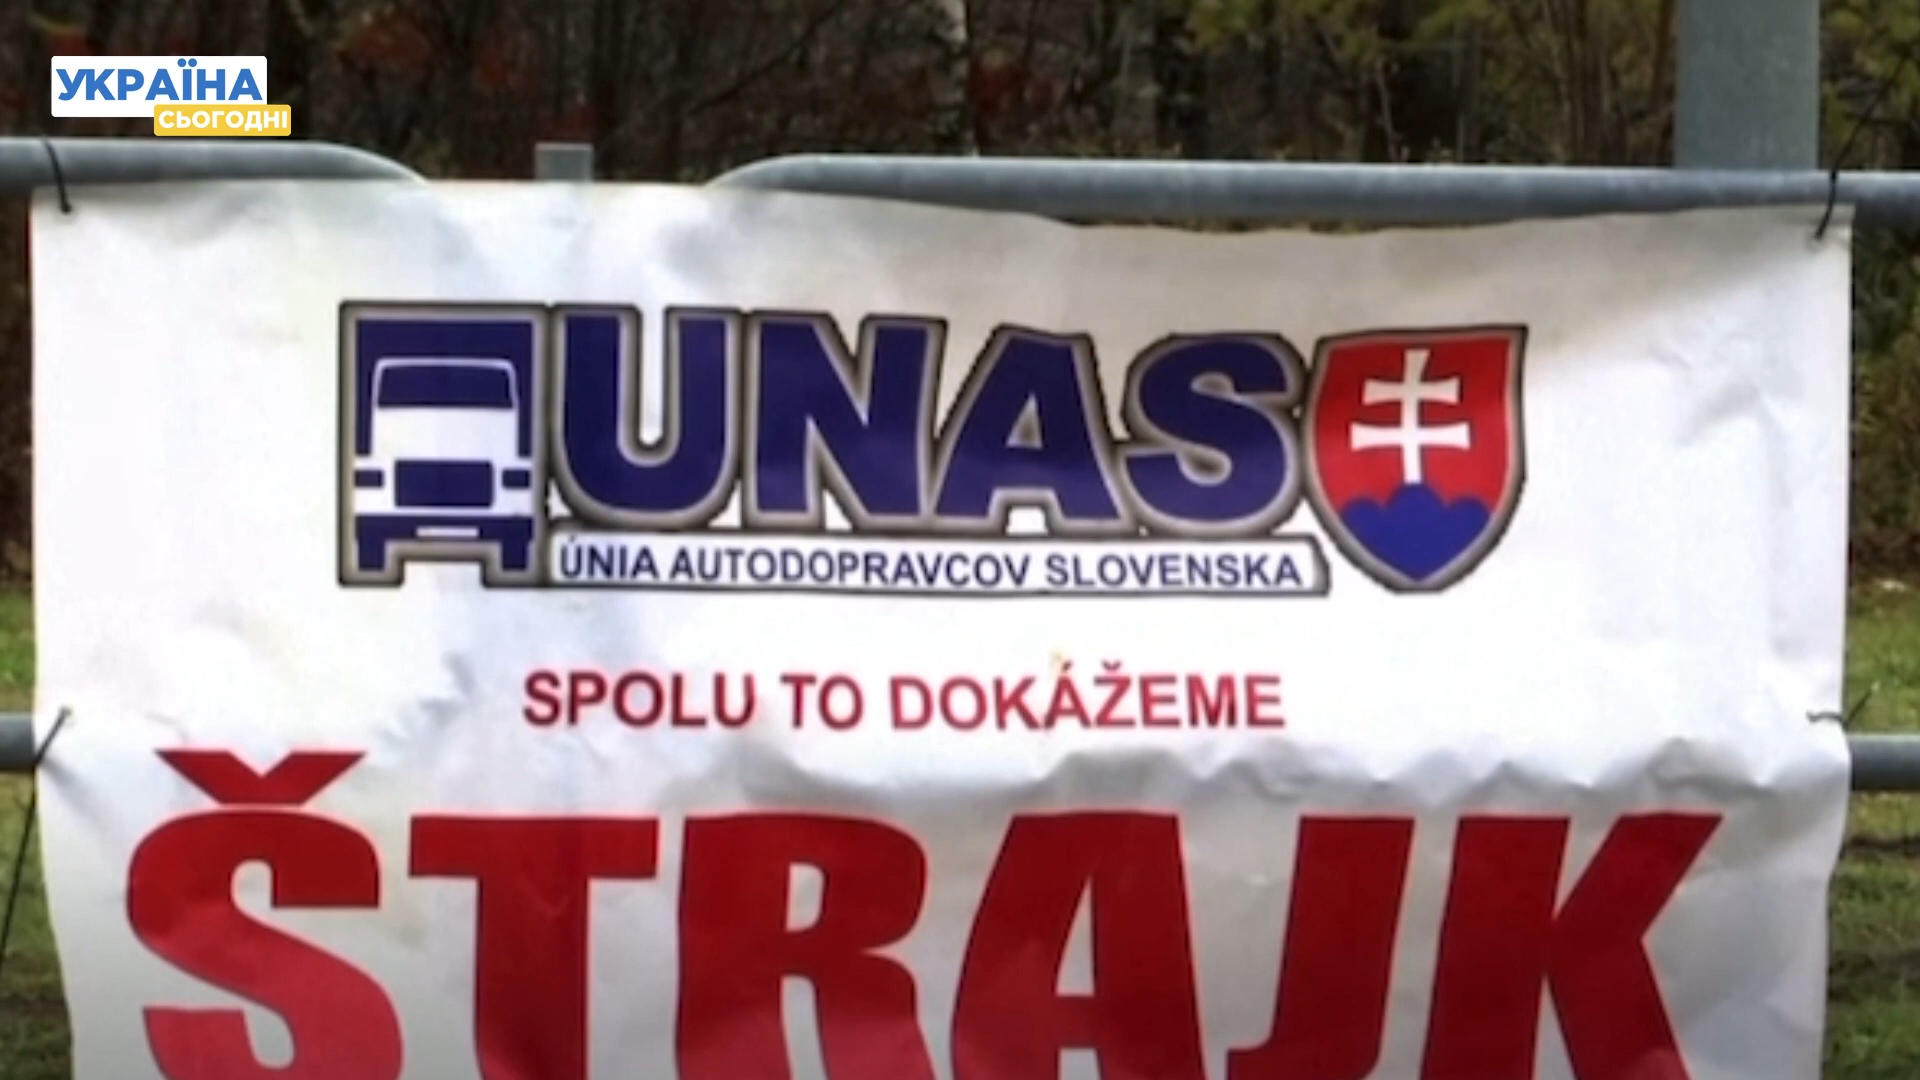 УКРАЇНА
СЬОГОДНІ
UNAS
ÚNIA AUTODOPRAVCOV SLOVENSKA
SPOLU TO DOKÁŽEME
ŠTRAJK